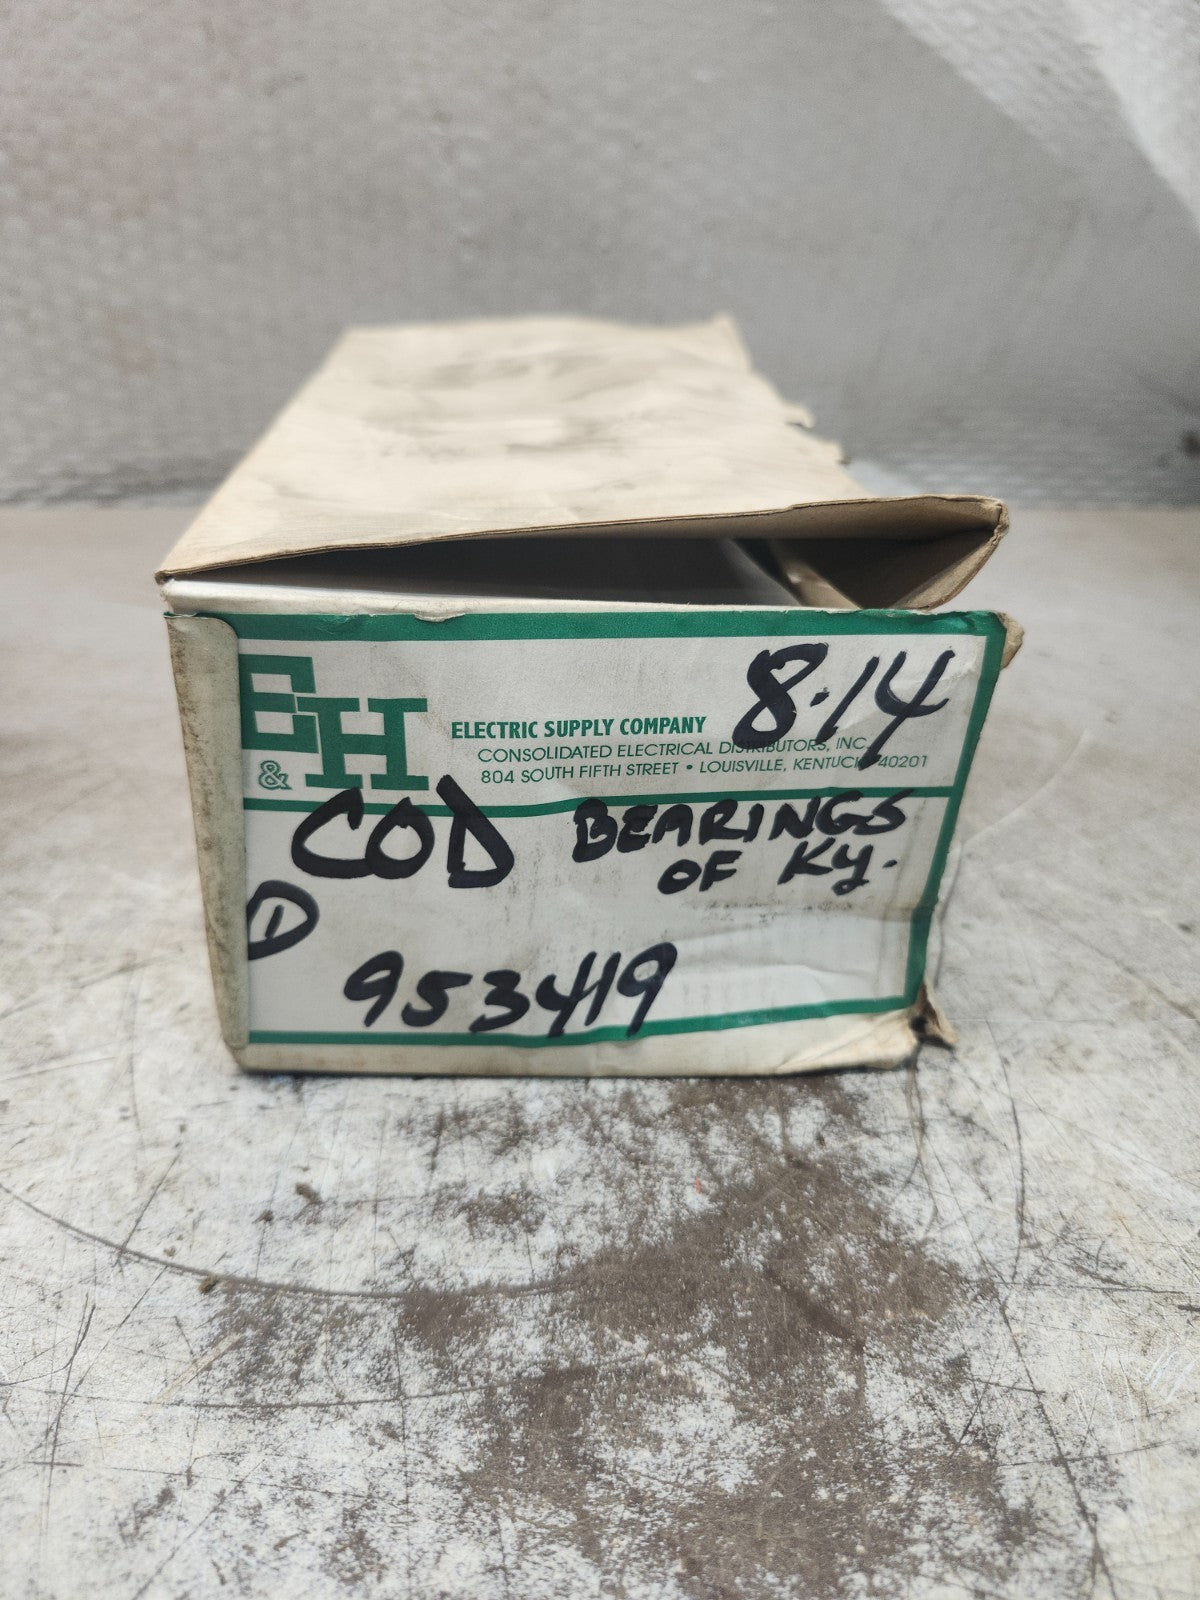 E&H
ELECTRIC SUPPLY COMPANY
8-14
CONSOLIDATED ELECTRICAL DISTRIBUTORS, INC.
804 SOUTH FIFTH STREET • LOUISVILLE, KENTUCKY 40201
COD BEARINGS
OF Ky.
1
953419